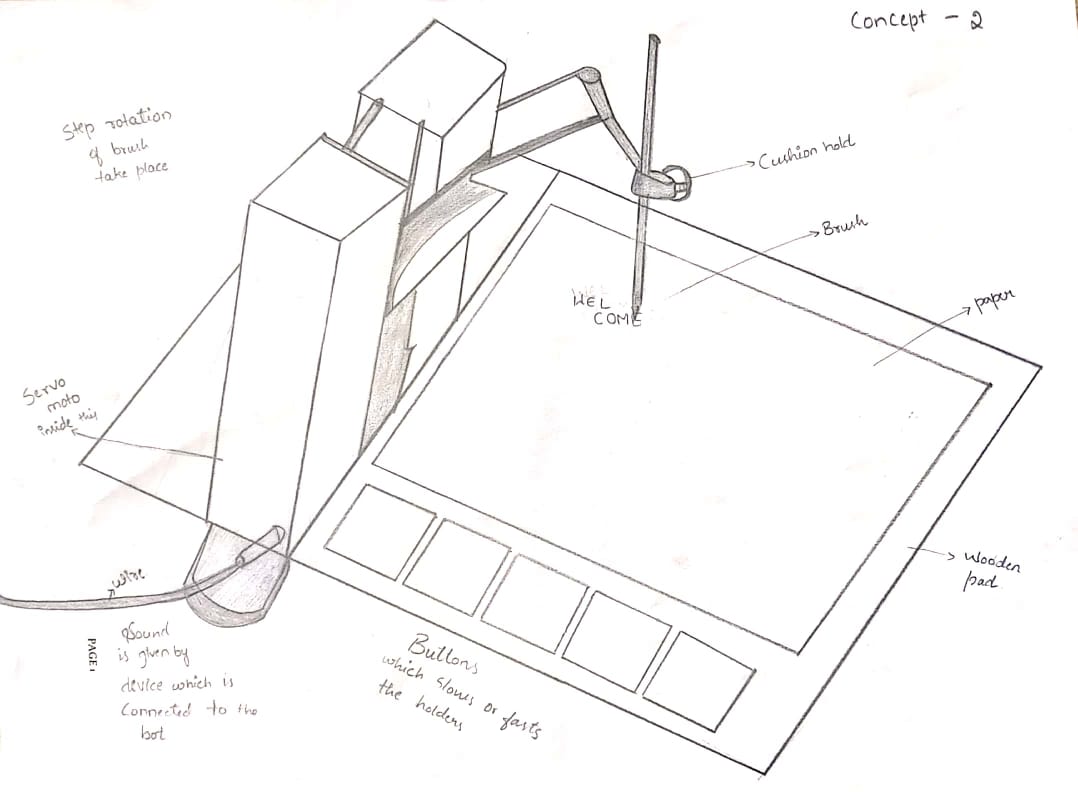 Concept - 2
Step rotation
of brush
take place
Cushion hold
Brush
paper
WEL
COME
Servo
moto
inside this
wooden
pad
wire
PAGE:
Sound
is given by
device which is
Connected to the
bot
Buttons
which slows or fasts
the holders